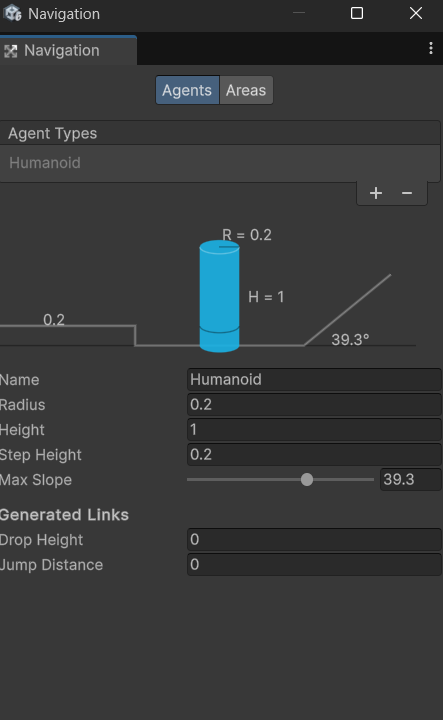 Navigation
Navigation
Agents Areas
Agent Types
Humanoid
+ −
R = 0.2
H = 1
0.2
39.3°
Name Humanoid
Radius 0.2
Height 1
Step Height 0.2
Max Slope 39.3
Generated Links
Drop Height 0
Jump Distance 0